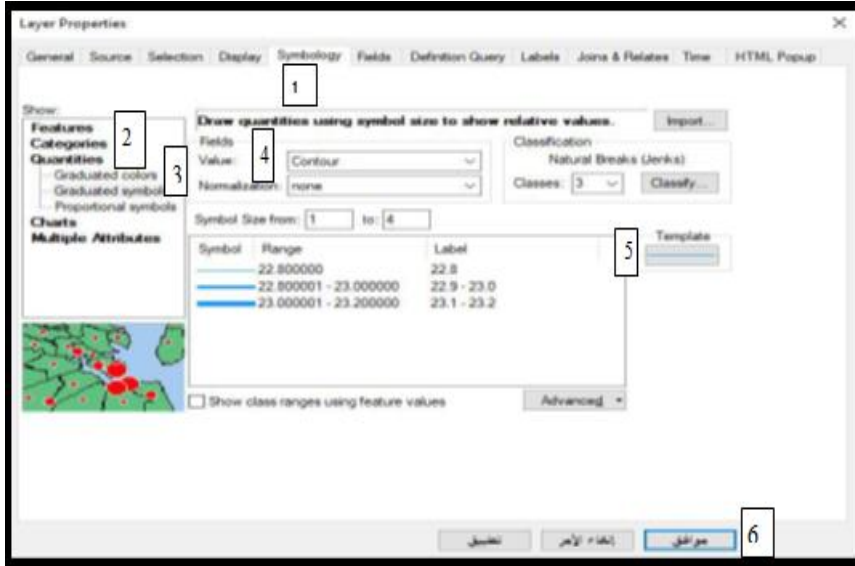 Layer Properties
General Source Selection Display Symbology Fields Definition Query Labels Joins & Relates Time HTML Popup
1
Show:
Features
Categories
Quantities
Graduated colors
Graduated symbols
Proportional symbols
Charts
Multiple Attributes
2
3
Draw quantities using symbol size to show relative values.
Import...
Fields
4
Value: Contour
Normalization: none
Classification
Natural Breaks (Jenks)
Classes: 3 Classify...
Symbol Size from: 1 to: 4
Template
5
Symbol Range Label
22.800000 22.8
22.800001 - 23.000000 22.9 - 23.0
23.000001 - 23.200000 23.1 - 23.2
Show class ranges using feature values
Advanced
موافق إلغاء الأمر تطبيق
6